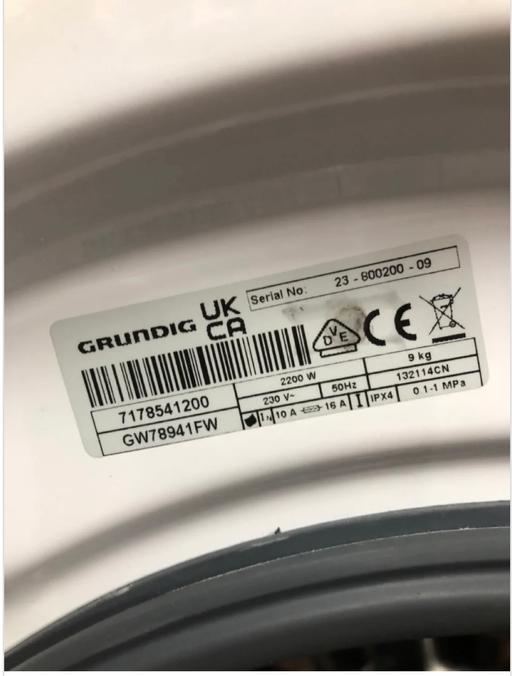 Serial No: 23 - 800200 - 09
GRUNDIG
UK
CA
DVE
CE
7178541200
GW78941FW
2200 W
230 V~ 50Hz
10 A 16 A
9 kg
132114CN
IPX4 0 1-1 MPa